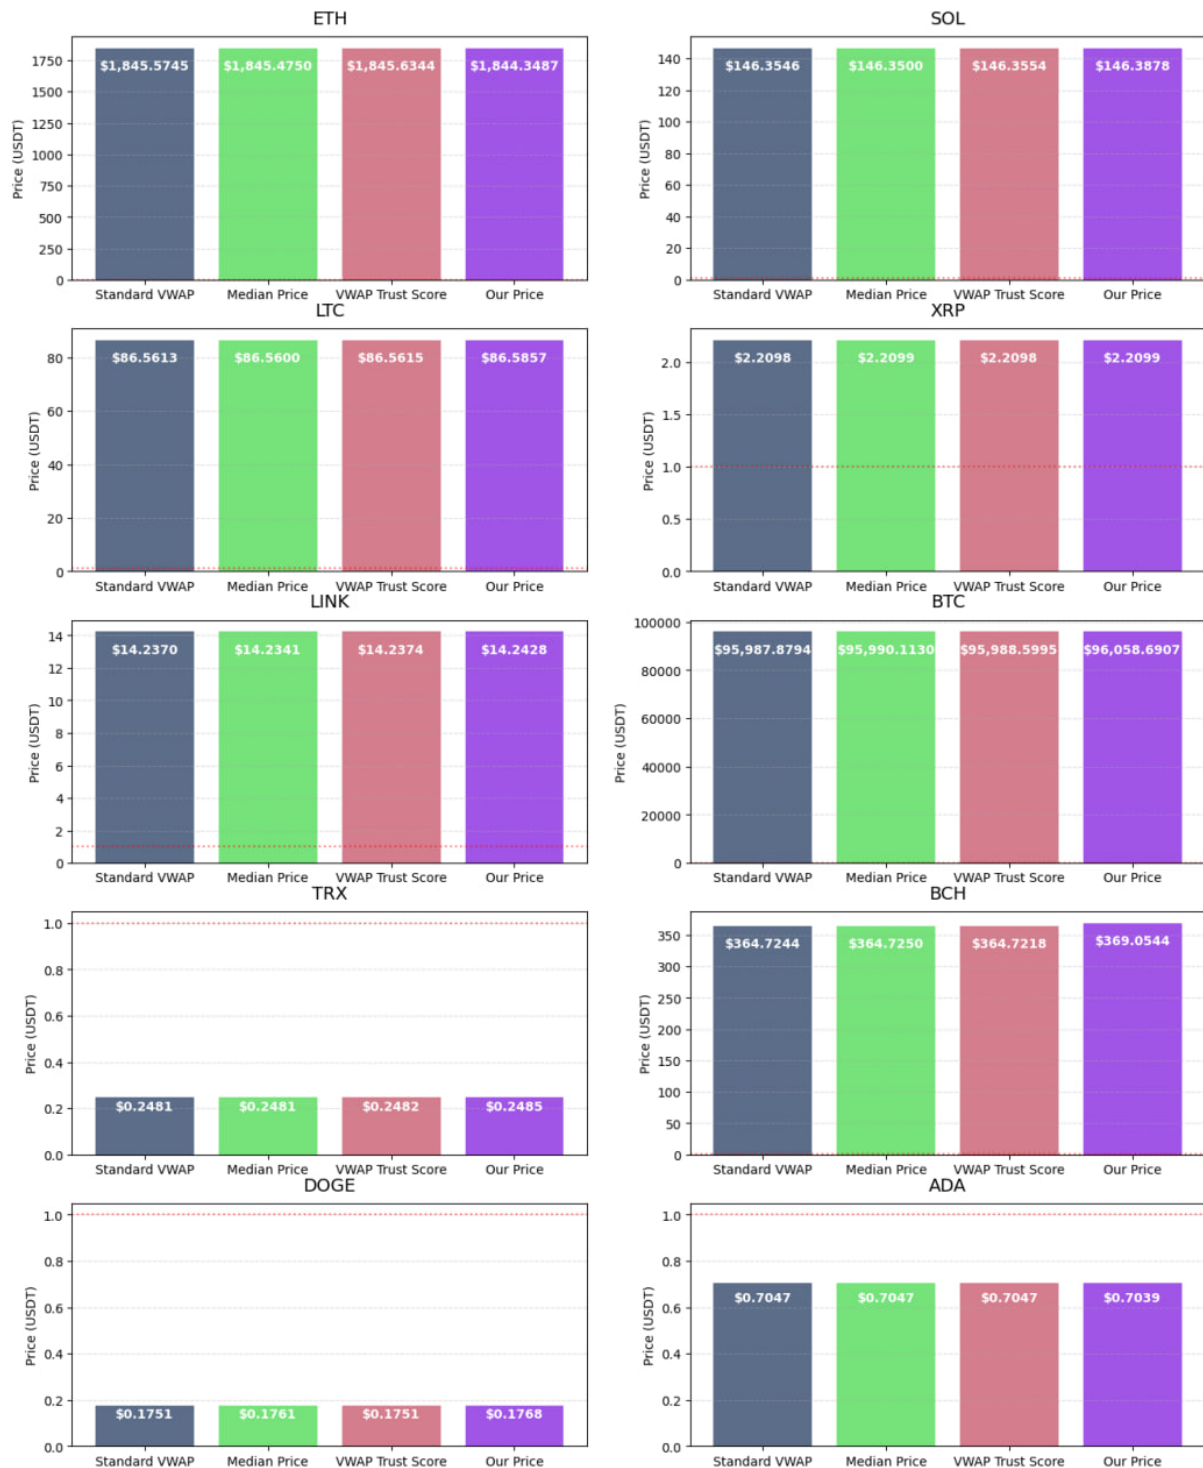 ETH
Price (USDT)
1750
1500
1250
1000
750
500
250
0
$1,845.5745 $1,845.4750 $1,845.6344 $1,844.3487
Standard VWAP Median Price VWAP Trust Score Our Price
SOL
Price (USDT)
140
120
100
80
60
40
20
0
$146.3546 $146.3500 $146.3554 $146.3878
Standard VWAP Median Price VWAP Trust Score Our Price
LTC
Price (USDT)
80
60
40
20
0
$86.5613 $86.5600 $86.5615 $86.5857
Standard VWAP Median Price VWAP Trust Score Our Price
XRP
Price (USDT)
2.0
1.5
1.0
0.5
0.0
$2.2098 $2.2099 $2.2098 $2.2099
Standard VWAP Median Price VWAP Trust Score Our Price
LINK
Price (USDT)
14
12
10
8
6
4
2
0
$14.2370 $14.2341 $14.2374 $14.2428
Standard VWAP Median Price VWAP Trust Score Our Price
BTC
Price (USDT)
100000
80000
60000
40000
20000
0
$95,987.8794 $95,990.1130 $95,988.5995 $96,058.6907
Standard VWAP Median Price VWAP Trust Score Our Price
TRX
Price (USDT)
1.0
0.8
0.6
0.4
0.2
0.0
$0.2481 $0.2481 $0.2482 $0.2485
Standard VWAP Median Price VWAP Trust Score Our Price
BCH
Price (USDT)
350
300
250
200
150
100
50
0
$364.7244 $364.7250 $364.7218 $369.0544
Standard VWAP Median Price VWAP Trust Score Our Price
DOGE
Price (USDT)
1.0
0.8
0.6
0.4
0.2
0.0
$0.1751 $0.1761 $0.1751 $0.1768
Standard VWAP Median Price VWAP Trust Score Our Price
ADA
Price (USDT)
1.0
0.8
0.6
0.4
0.2
0.0
$0.7047 $0.7047 $0.7047 $0.7039
Standard VWAP Median Price VWAP Trust Score Our Price